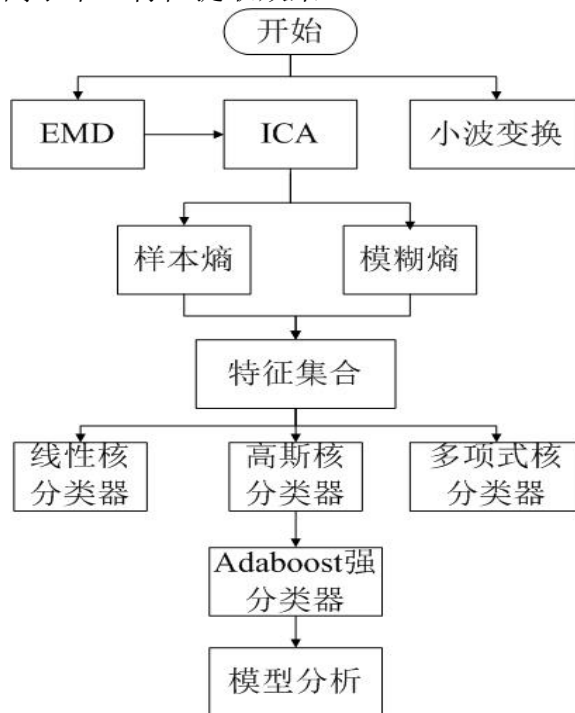 开始
EMD
ICA
小波变换
样本熵
模糊熵
特征集合
线性核
分类器
高斯核
分类器
多项式核
分类器
Adaboost强
分类器
模型分析